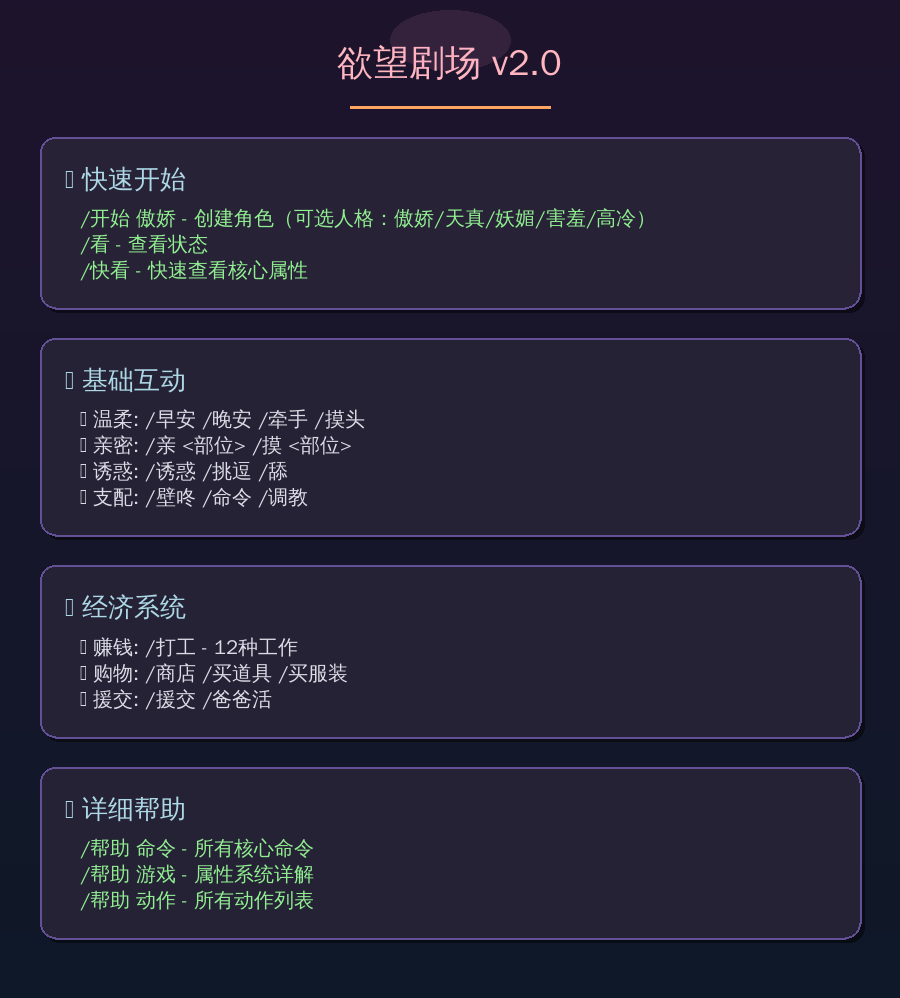 欲望剧场 v2.0
快速开始
/开始 傲娇 - 创建角色（可选人格：傲娇/天真/妖媚/害羞/高冷）
/看 - 查看状态
/快看 - 快速查看核心属性
基础互动
温柔: /早安 /晚安 /牵手 /摸头
亲密: /亲 <部位> /摸 <部位>
诱惑: /诱惑 /挑逗 /舔
支配: /壁咚 /命令 /调教
经济系统
赚钱: /打工 - 12种工作
购物: /商店 /买道具 /买服装
援交: /援交 /爸爸活
详细帮助
/帮助 命令 - 所有核心命令
/帮助 游戏 - 属性系统详解
/帮助 动作 - 所有动作列表